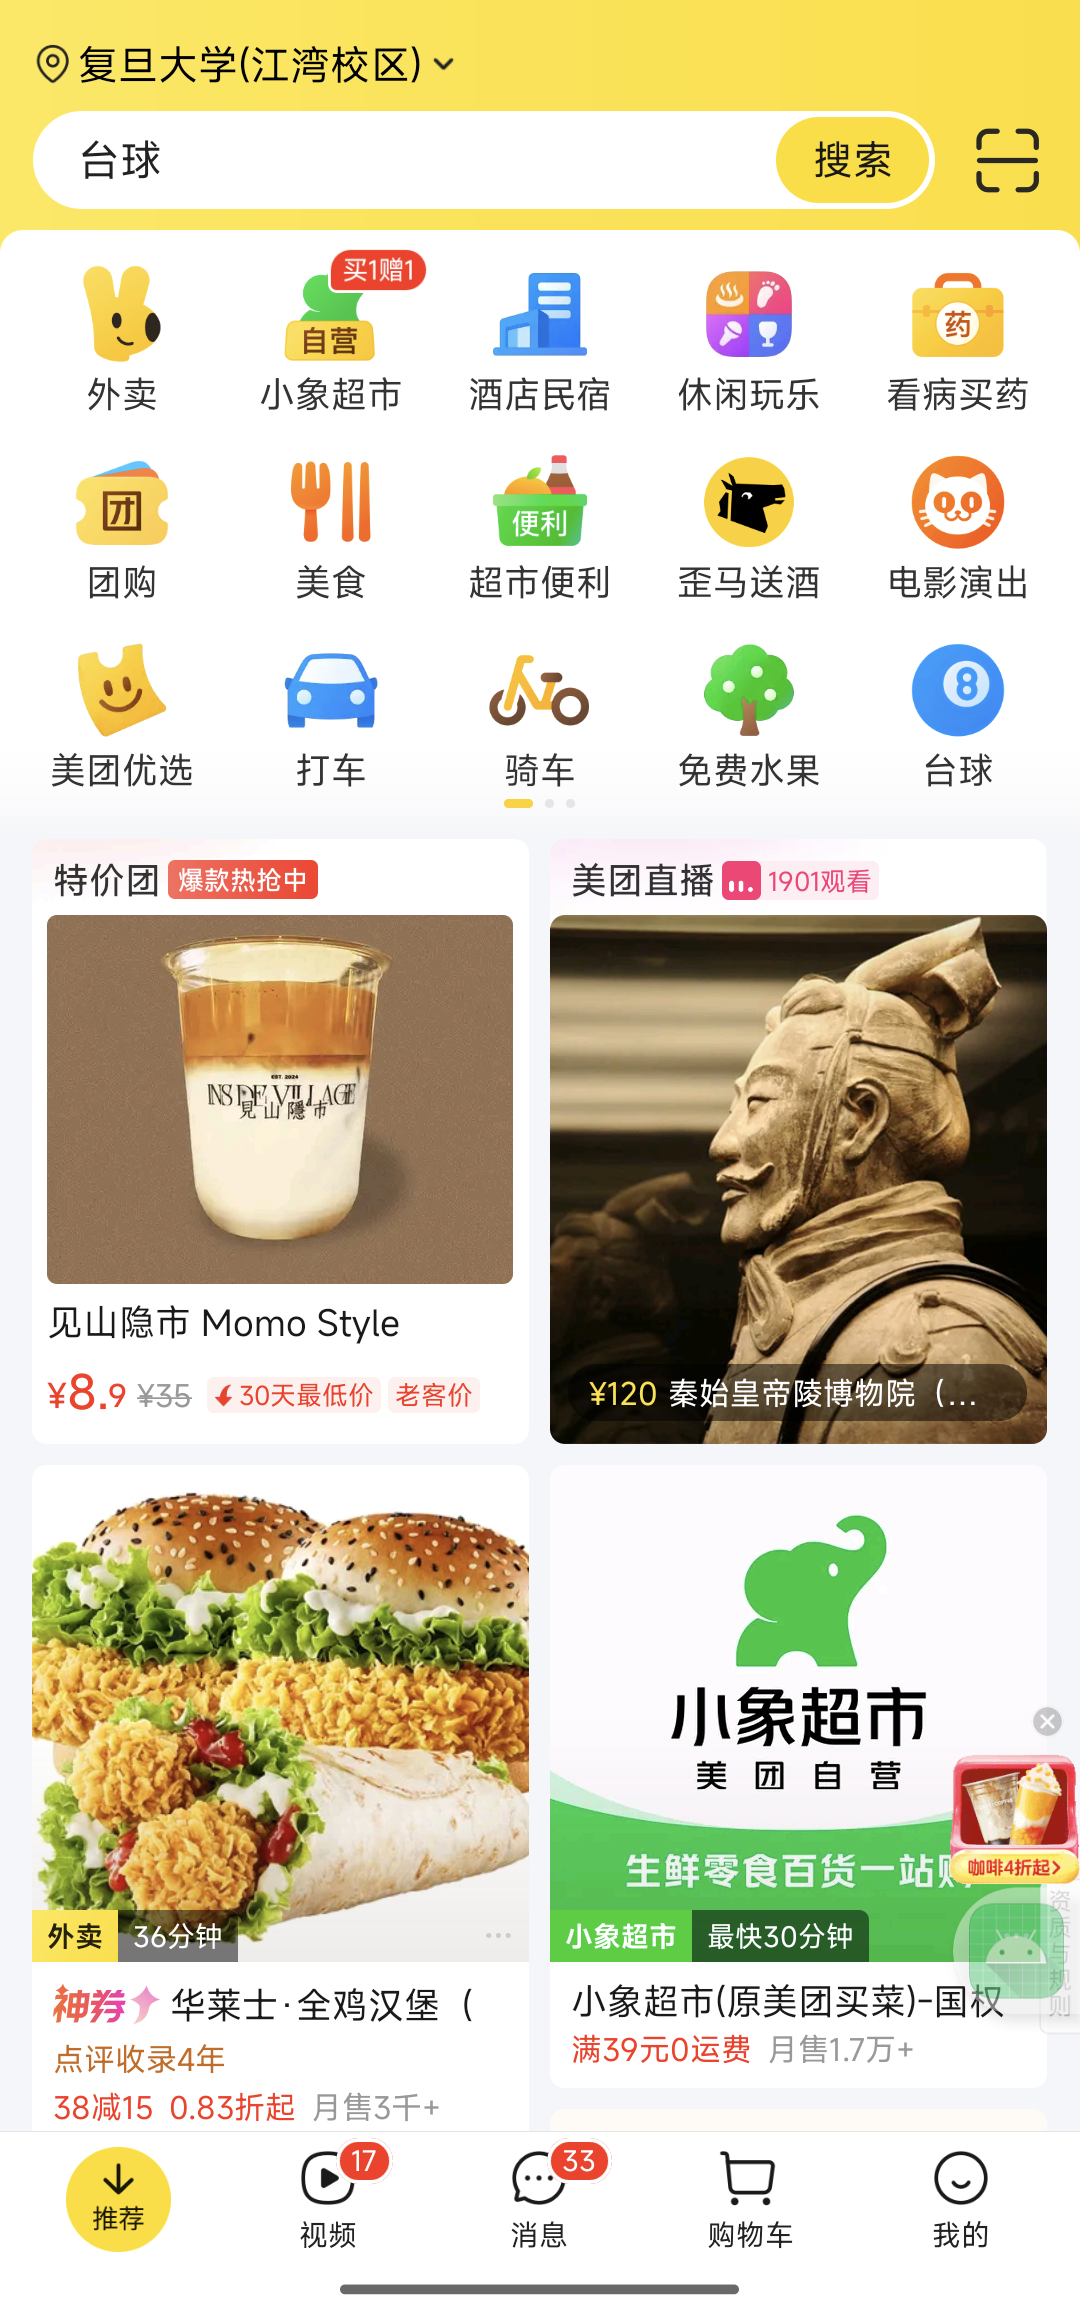 复旦大学(江湾校区)
台球
搜索
买1赠1
自营
药
外卖
小象超市
酒店民宿
休闲玩乐
看病买药
团
便利
团购
美食
超市便利
歪马送酒
电影演出
8
美团优选
打车
骑车
免费水果
台球
特价团
爆款热抢中
美团直播
1901观看
EST. 2024
INSIDE VILLAGE
见山隱市
见山隐市 Momo Style
¥8.9 ¥35 30天最低价 老客价
¥120 秦始皇帝陵博物院（...
小象超市
美团自营
生鲜零食百货一站购
咖啡4折起>
资质与规则
外卖 36分钟
小象超市 最快30分钟
神券 华莱士·全鸡汉堡（
点评收录4年
38减15 0.83折起 月售3千+
小象超市(原美团买菜)-国权
满39元0运费 月售1.7万+
推荐
17
视频
33
消息
购物车
我的